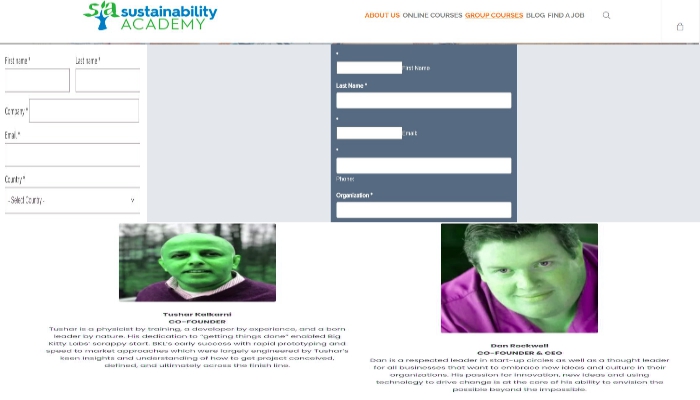 sa sustainability
ACADEMY
ABOUT US ONLINE COURSES GROUP COURSES BLOG FIND A JOB
First name * Last name *
Company *
Email *
Country *
- Select Country -
*
First Name
Last Name *
*
Email
*
Phone
Organization *
Tushar Kalkarni
CO-FOUNDER
Tushar is a physicist by training, a developer by experience, and a born
leader by nature. His dedication to "getting things done" enabled Big
Kitty Labs' scrappy start. BKL's early success with rapid prototyping and
speed to market approaches which were largely engineered by Tushar's
keen insights and understanding of how to get project conceived,
defined, and ultimately across the finish line.
Dan Rockwell
CO-FOUNDER & CEO
Dan is a respected leader in start-up circles as well as a thought leader
for all businesses that want to embrace new ideas and culture in their
organizations. His passion for innovation, new ideas and using
technology to drive change is at the core of his ability to envision the
possible beyond the impossible.